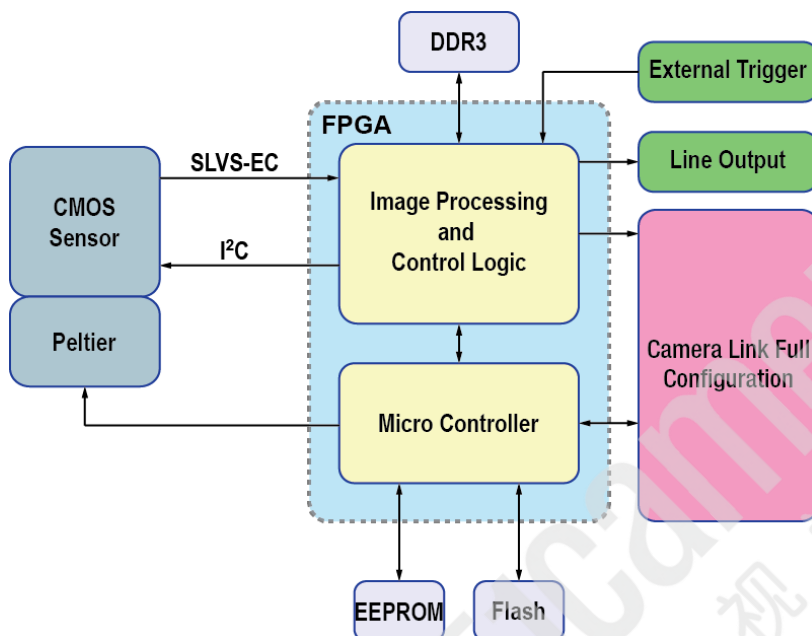 DDR3
External Trigger
FPGA
SLVS-EC
Line Output
CMOS
Sensor
Image Processing
and
Control Logic
I²C
Peltier
Camera Link Full
Configuration
Micro Controller
EEPROM
Flash
视